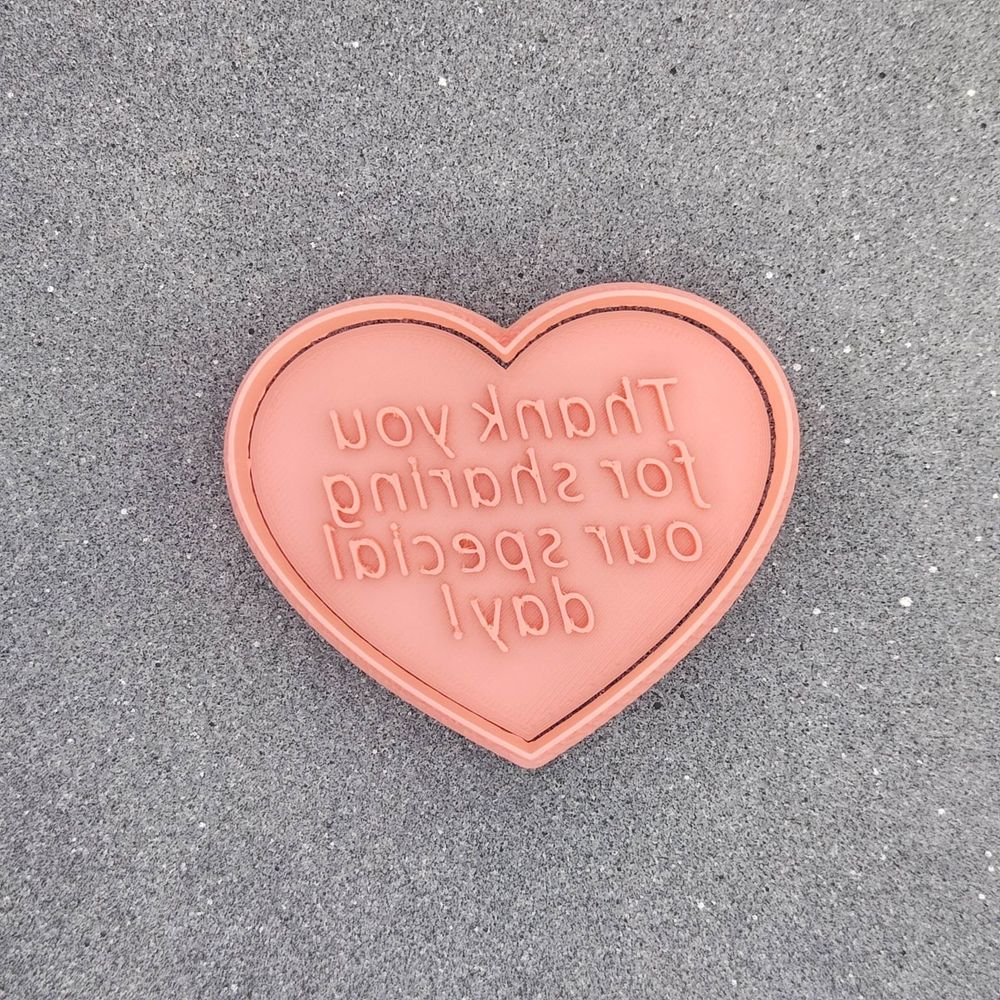 Thank you
for sharing
our special
day!